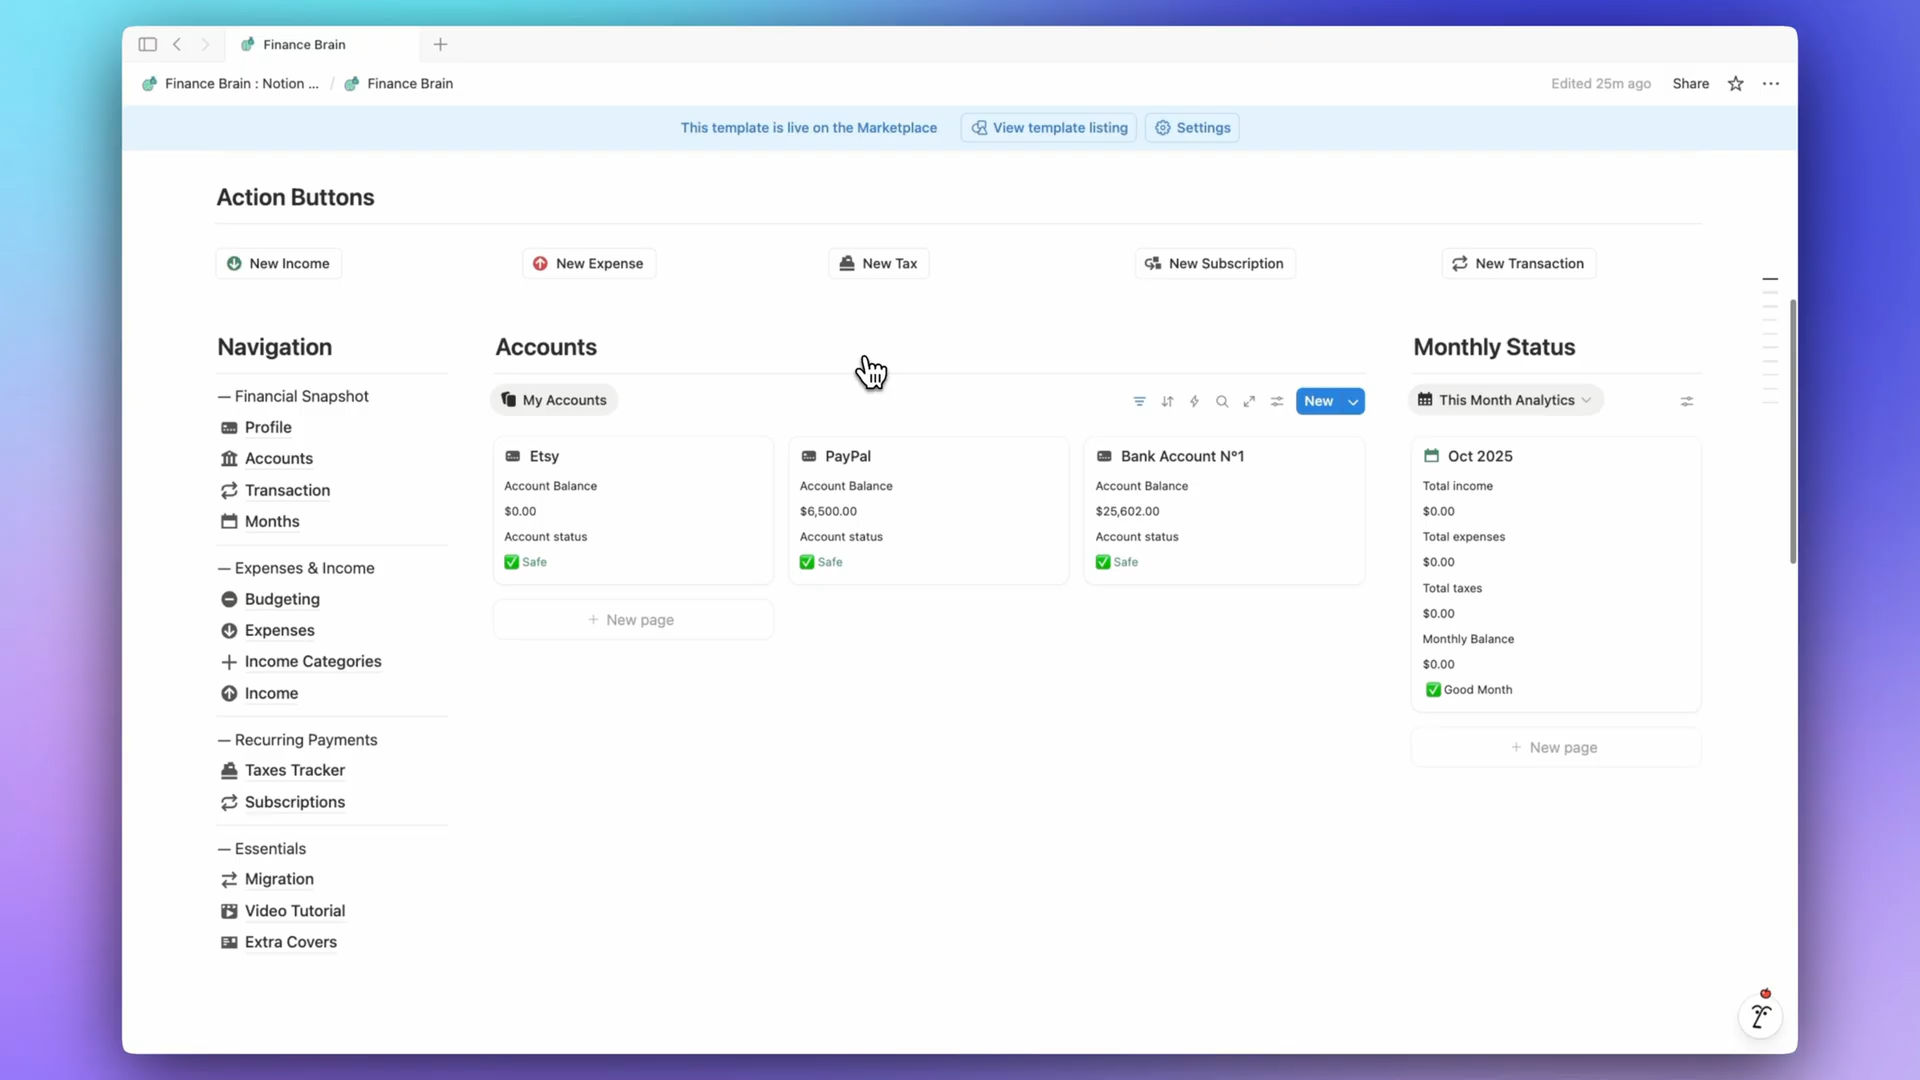 Finance Brain
Finance Brain : Notion ... / Finance Brain
Edited 25m ago Share
This template is live on the Marketplace View template listing Settings
Action Buttons
New Income New Expense New Tax New Subscription New Transaction
Navigation
— Financial Snapshot
Profile
Accounts
Transaction
Months
— Expenses & Income
Budgeting
Expenses
Income Categories
Income
— Recurring Payments
Taxes Tracker
Subscriptions
— Essentials
Migration
Video Tutorial
Extra Covers
Accounts
My Accounts New
Etsy
Account Balance
$0.00
Account status
✅ Safe
+ New page
PayPal
Account Balance
$6,500.00
Account status
✅ Safe
Bank Account Nº1
Account Balance
$25,602.00
Account status
✅ Safe
Monthly Status
This Month Analytics
Oct 2025
Total income
$0.00
Total expenses
$0.00
Total taxes
$0.00
Monthly Balance
$0.00
✅ Good Month
+ New page